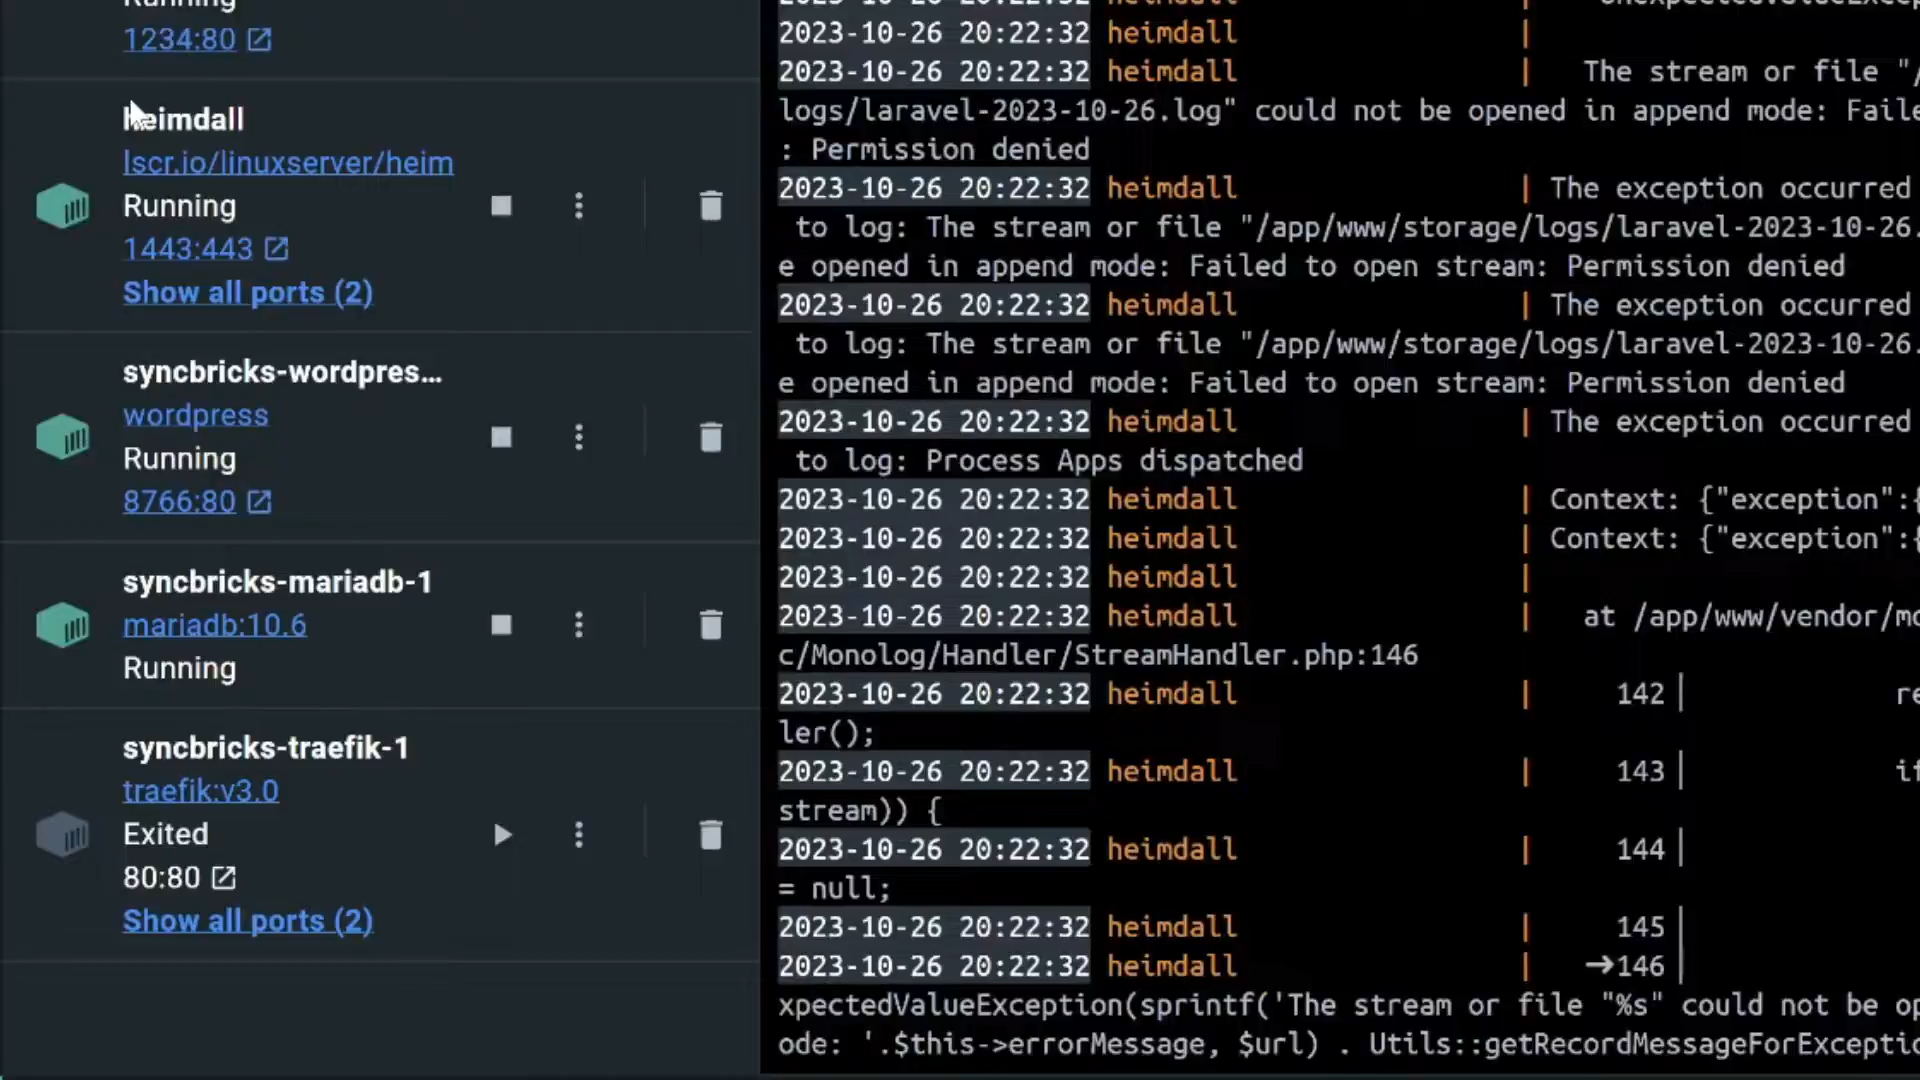 Running
1234:80
heimdall
lscr.io/linuxserver/heim
Running
1443:443
Show all ports (2)
syncbricks-wordpres...
wordpress
Running
8766:80
syncbricks-mariadb-1
mariadb:10.6
Running
syncbricks-traefik-1
traefik:v3.0
Exited
80:80
Show all ports (2)
2023-10-26 20:22:32 heimdall |
2023-10-26 20:22:32 heimdall |
2023-10-26 20:22:32 heimdall | The stream or file "/
logs/laravel-2023-10-26.log" could not be opened in append mode: Faile
: Permission denied
2023-10-26 20:22:32 heimdall | The exception occurred
to log: The stream or file "/app/www/storage/logs/laravel-2023-10-26.
e opened in append mode: Failed to open stream: Permission denied
2023-10-26 20:22:32 heimdall | The exception occurred
to log: The stream or file "/app/www/storage/logs/laravel-2023-10-26.
e opened in append mode: Failed to open stream: Permission denied
2023-10-26 20:22:32 heimdall | The exception occurred
to log: Process Apps dispatched
2023-10-26 20:22:32 heimdall | Context: {"exception":{
2023-10-26 20:22:32 heimdall | Context: {"exception":{
2023-10-26 20:22:32 heimdall |
2023-10-26 20:22:32 heimdall | at /app/www/vendor/mo
c/Monolog/Handler/StreamHandler.php:146
2023-10-26 20:22:32 heimdall | 142| re
ler();
2023-10-26 20:22:32 heimdall | 143| if
stream)) {
2023-10-26 20:22:32 heimdall | 144|
= null;
2023-10-26 20:22:32 heimdall | 145|
2023-10-26 20:22:32 heimdall | ➜146|
xpectedValueException(sprintf('The stream or file "%s" could not be op
ode: '.$this->errorMessage, $url) . Utils::getRecordMessageForExceptio